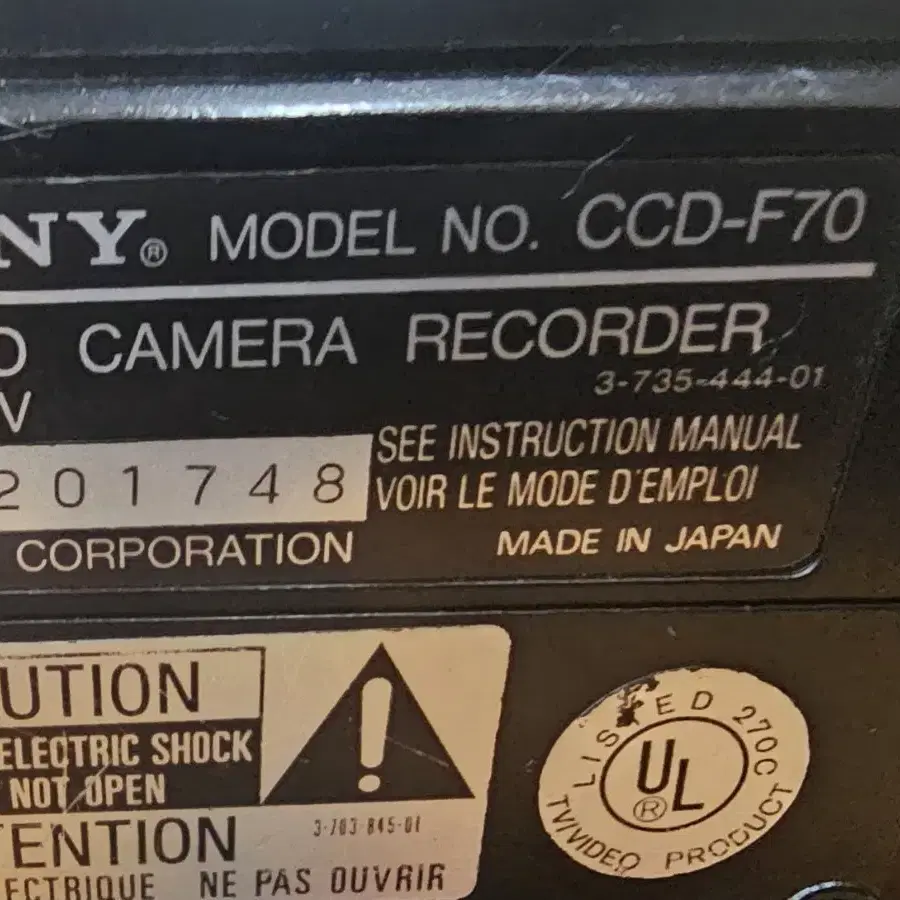 NY® MODEL NO. CCD-F70
O CAMERA RECORDER
3-735-444-01
V
201748
SEE INSTRUCTION MANUAL
VOIR LE MODE D'EMPLOI
CORPORATION
MADE IN JAPAN
UTION
ELECTRIC SHOCK
NOT OPEN
TENTION
ECTRIQUE NE PAS OUVRIR
3-703-845-01
LISTED 270C
UL®
TV/VIDEO PRODUCT